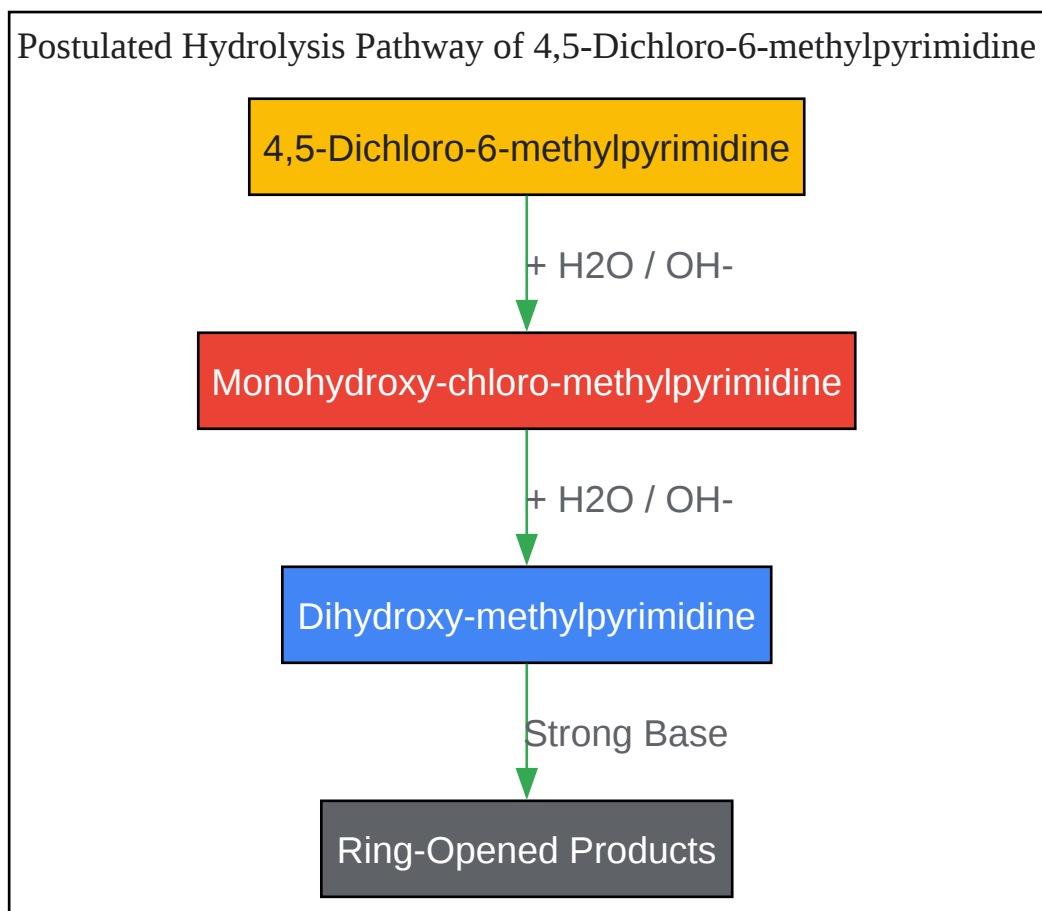 Postulated Hydrolysis Pathway of 4,5-Dichloro-6-methylpyrimidine
4,5-Dichloro-6-methylpyrimidine
+ H2O / OH-
Monohydroxy-chloro-methylpyrimidine
+ H2O / OH-
Dihydroxy-methylpyrimidine
Strong Base
Ring-Opened Products